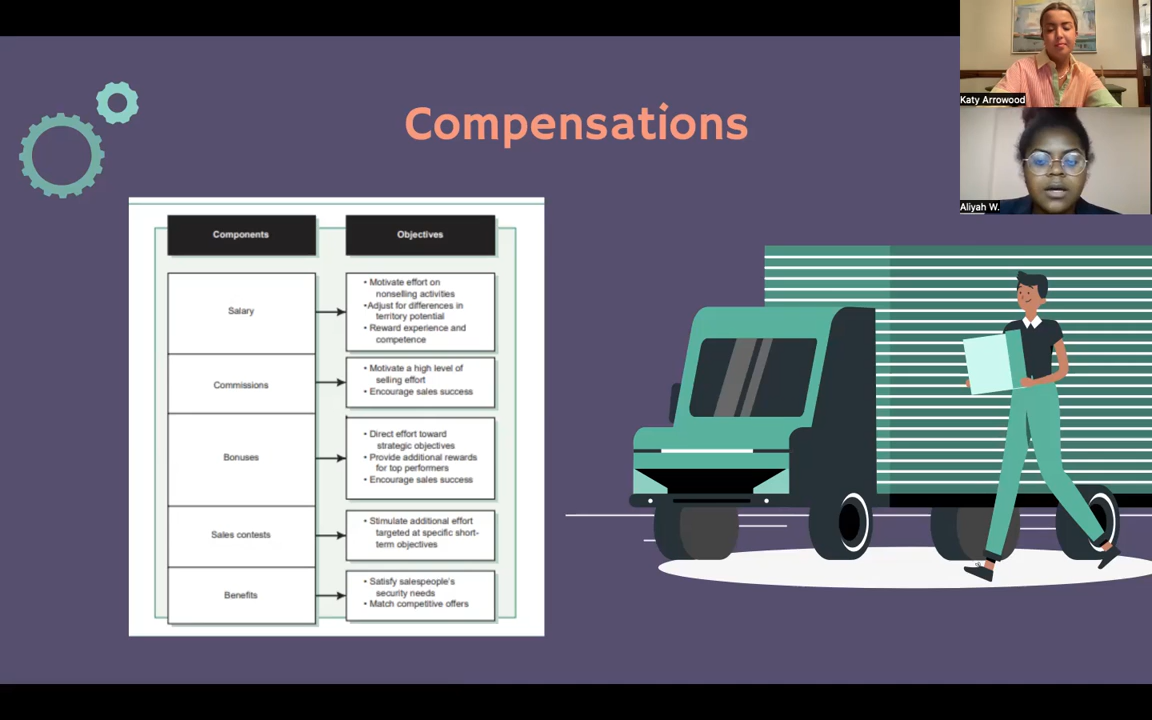 Compensations
Katy Arrowood
Aliyah W.
Components
Objectives
Salary
• Motivate effort on
nonselling activities
•Adjust for differences in
territory potential
• Reward experience and
competence
Commissions
• Motivate a high level of
selling effort
• Encourage sales success
Bonuses
• Direct effort toward
strategic objectives
• Provide additional rewards
for top performers
• Encourage sales success
Sales contests
• Stimulate additional effort
targeted at specific short-
term objectives
Benefits
• Satisfy salespeople's
security needs
• Match competitive offers